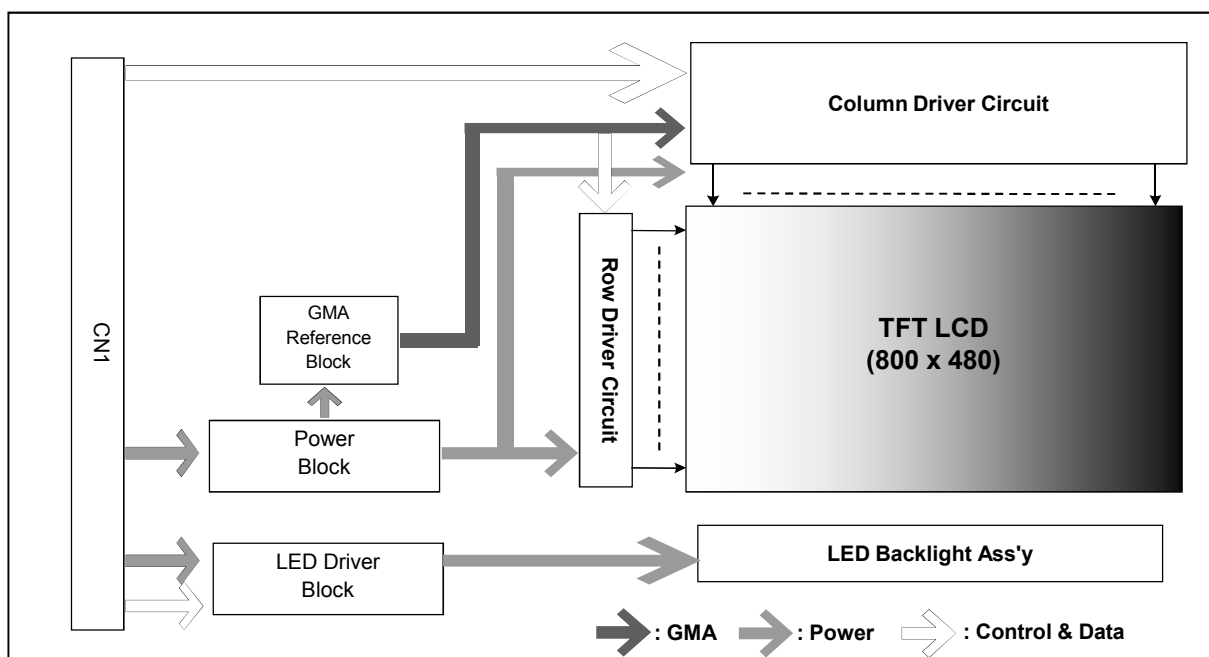 CN1
Column Driver Circuit
GMA
Reference
Block
Row Driver Circuit
TFT LCD
(800 x 480)
Power
Block
LED Driver
Block
LED Backlight Ass'y
: GMA
: Power
: Control & Data